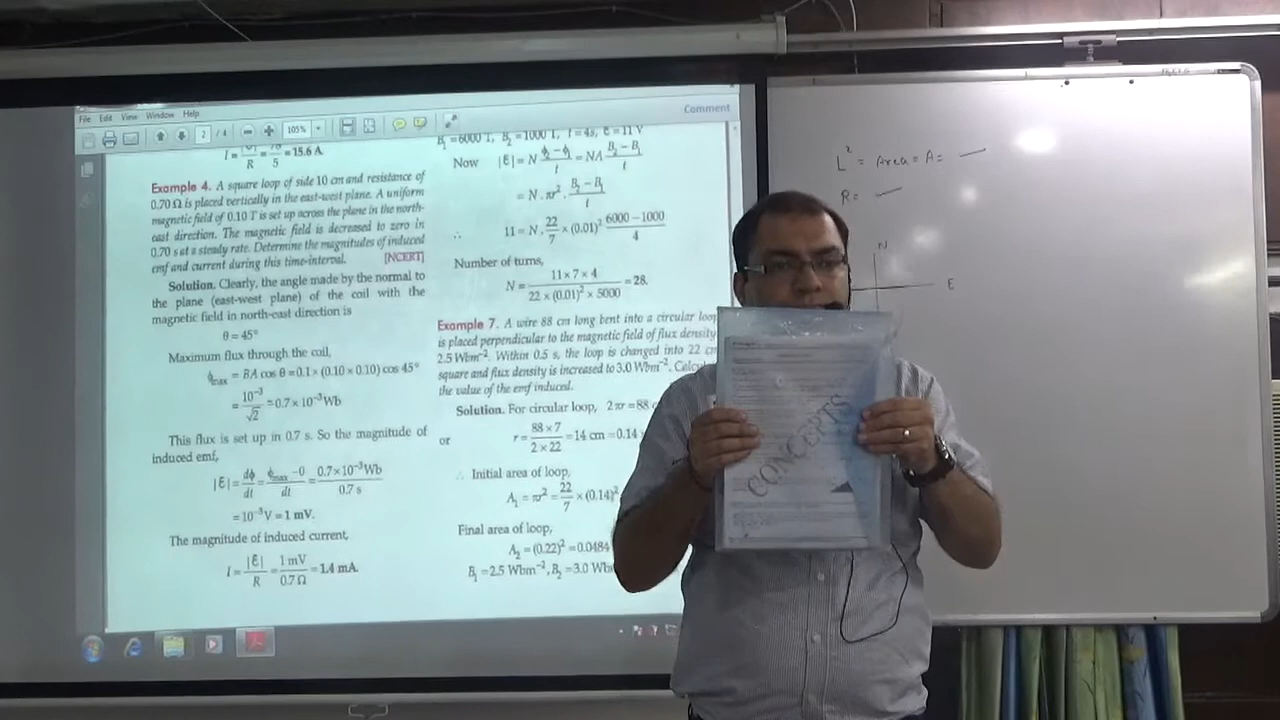 File Edit View Window Help
Comment
2 / 4
105%
I = |ε| / R = 78 / 5 = 15.6 A
Example 4. A square loop of side 10 cm and resistance of
0.70 Ω is placed vertically in the east-west plane. A uniform
magnetic field of 0.10 T is set up across the plane in the north-
east direction. The magnetic field is decreased to zero in
0.70 s at a steady rate. Determine the magnitudes of induced
emf and current during this time-interval. [NCERT]
Solution. Clearly, the angle made by the normal to
the plane (east-west plane) of the coil with the
magnetic field in north-east direction is
θ = 45°
Maximum flux through the coil,
ϕmax = BA cos θ = 0.1 × (0.10 × 0.10) cos 45°
= 10⁻³ / √2 = 0.7 × 10⁻³ Wb
This flux is set up in 0.7 s. So the magnitude of
induced emf,
|ε| = dϕ / dt = ϕmax − 0 / dt = 0.7 × 10⁻³ Wb / 0.7 s
= 10⁻³ V = 1 mV.
The magnitude of induced current,
I = |ε| / R = 1 mV / 0.7 Ω = 1.4 mA.
B₁ = 6000 T, B₂ = 1000 T, t = 4s, ε = 11 V
Now |ε| = N ϕ₂ − ϕ₁ / t = NA B₂ − B₁ / t
= N . πr² . B₂ − B₁ / t
∴ 11 = N . 22 / 7 × (0.01)² 6000 − 1000 / 4
Number of turns,
N = 11 × 7 × 4 / 22 × (0.01)² × 5000 = 28.
Example 7. A wire 88 cm long bent into a circular loop
is placed perpendicular to the magnetic field of flux density
2.5 Wbm⁻². Within 0.5 s, the loop is changed into 22 cm
square and flux density is increased to 3.0 Wbm⁻².
the value of the emf induced.
Solution. For circular loop, 2πr = 88
or r = 88 × 7 / 2 × 22 = 14 cm = 0.14
∴ Initial area of loop,
A₁ = πr² = 22 / 7 × (0.14)²
Final area of loop,
A₂ = (0.22)² = 0.0484
B₁ = 2.5 Wbm⁻², B₂ = 3.0
L² = Area = A =
R =
N
E
CONCEPTS